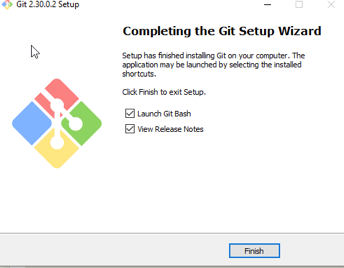 Git 2.30.0.2 Setup
Completing the Git Setup Wizard
Setup has finished installing Git on your computer. The
application may be launched by selecting the installed
shortcuts.
Click Finish to exit Setup.
Launch Git Bash
View Release Notes
Finish